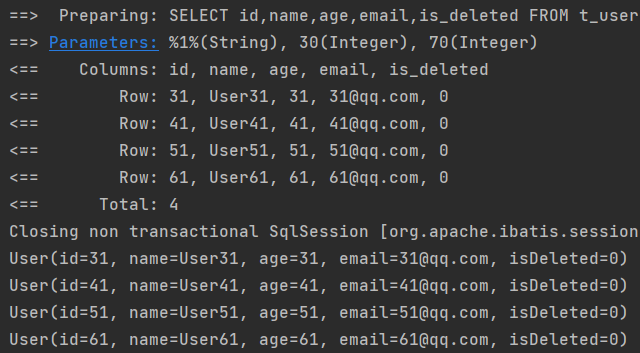 ==>  Preparing: SELECT id,name,age,email,is_deleted FROM t_user
==> Parameters: %1%(String), 30(Integer), 70(Integer)
<==    Columns: id, name, age, email, is_deleted
<==        Row: 31, User31, 31, 31@qq.com, 0
<==        Row: 41, User41, 41, 41@qq.com, 0
<==        Row: 51, User51, 51, 51@qq.com, 0
<==        Row: 61, User61, 61, 61@qq.com, 0
<==      Total: 4
Closing non transactional SqlSession [org.apache.ibatis.session
User(id=31, name=User31, age=31, email=31@qq.com, isDeleted=0)
User(id=41, name=User41, age=41, email=41@qq.com, isDeleted=0)
User(id=51, name=User51, age=51, email=51@qq.com, isDeleted=0)
User(id=61, name=User61, age=61, email=61@qq.com, isDeleted=0)